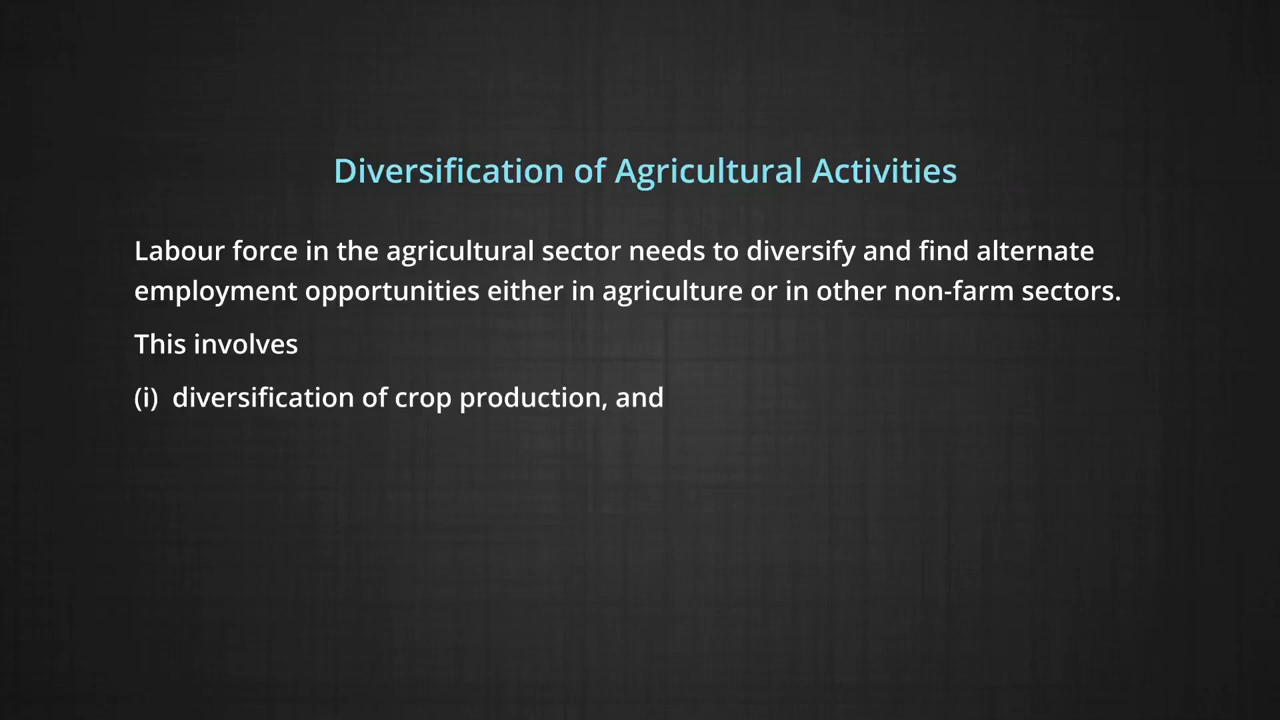 Diversification of Agricultural Activities
Labour force in the agricultural sector needs to diversify and find alternate
employment opportunities either in agriculture or in other non-farm sectors.
This involves
(i) diversification of crop production, and